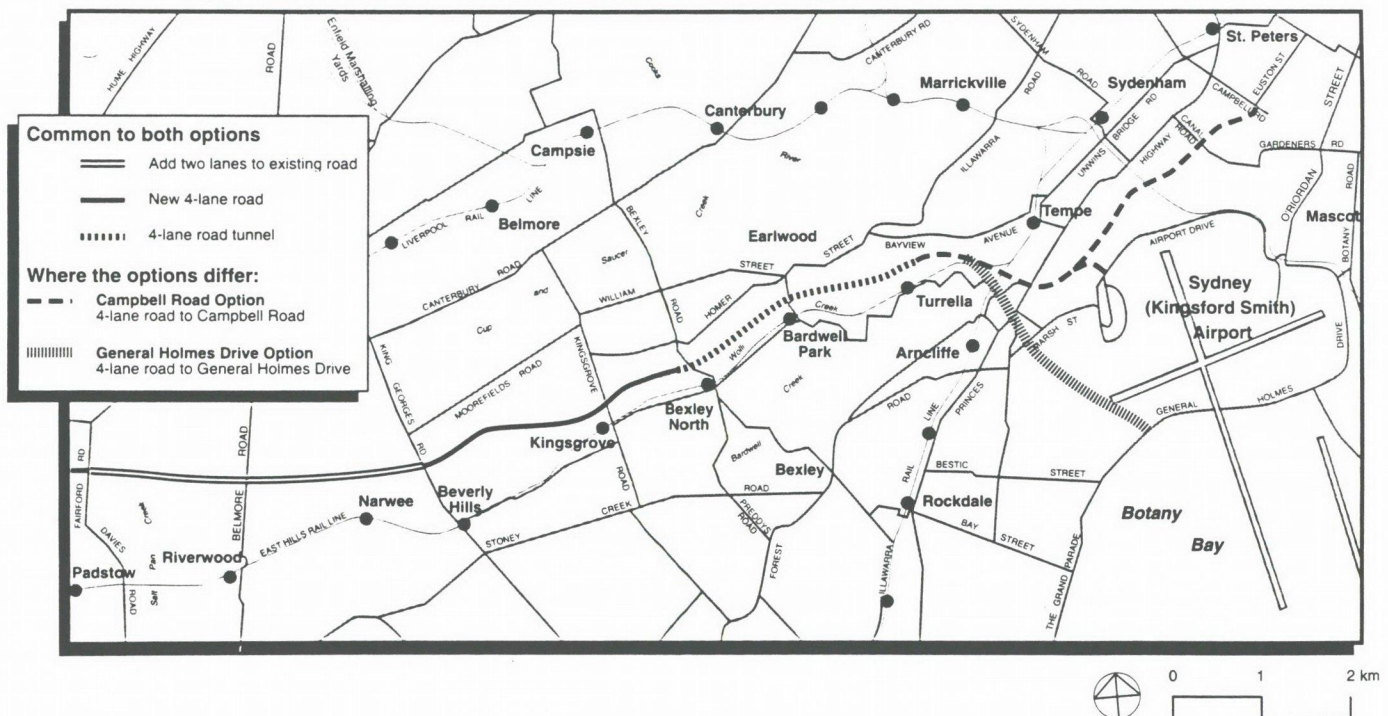 Common to both options
Add two lanes to existing road
New 4-lane road
4-lane road tunnel
Where the options differ:
Campbell Road Option
4-lane road to Campbell Road
General Holmes Drive Option
4-lane road to General Holmes Drive
HUME HIGHWAY
ROAD
Enfield Marshalling
Yards
Cooks
River
CANTERBURY RD
SYDENHAM
ROAD
St. Peters
EUSTON ST
CAMPBELL RD
STREET
Marrickville
ROAD
Sydenham
Canterbury
Campsie
ILLAWARRA
UNWINS
BRIDGE
RD
HIGHWAY
CANAL
ROAD
GARDENERS RD
O'RIORDAN
ROAD
BOTANY
Mascot
Belmore
LIVERPOOL RAIL LINE
BEXLEY
ROAD
Creek
Earlwood
STREET
BAYVIEW
AVENUE
Tempe
AIRPORT DRIVE
Sydney
(Kingsford Smith)
Airport
DRIVE
CANTERBURY ROAD
and
Saucer
Cup
WILLIAM
STREET
HOMER
Creek
Wolli
Turrella
Bardwell
Park
Arncliffe
MARSH ST
KING
GEORGES
RD
MOOREFIELDS ROAD
KINGSGROVE
ROAD
Kingsgrove
Bexley
North
Creek
Bardwell
Bexley
ROAD
LINE
PRINCES
GENERAL HOLMES
FAIRFORD
RD
ROAD
BELMORE
Creek
Pan
Salt
DAVIES
ROAD
Padstow
Riverwood
EAST HILLS RAIL LINE
Narwee
Beverly
Hills
STONEY
CREEK
ROAD
PREDDYS
ROAD
FOREST
RAIL
ILLAWARRA
BESTIC STREET
Rockdale
BAY
STREET
THE GRAND PARADE
Botany
Bay
0 1 2 km